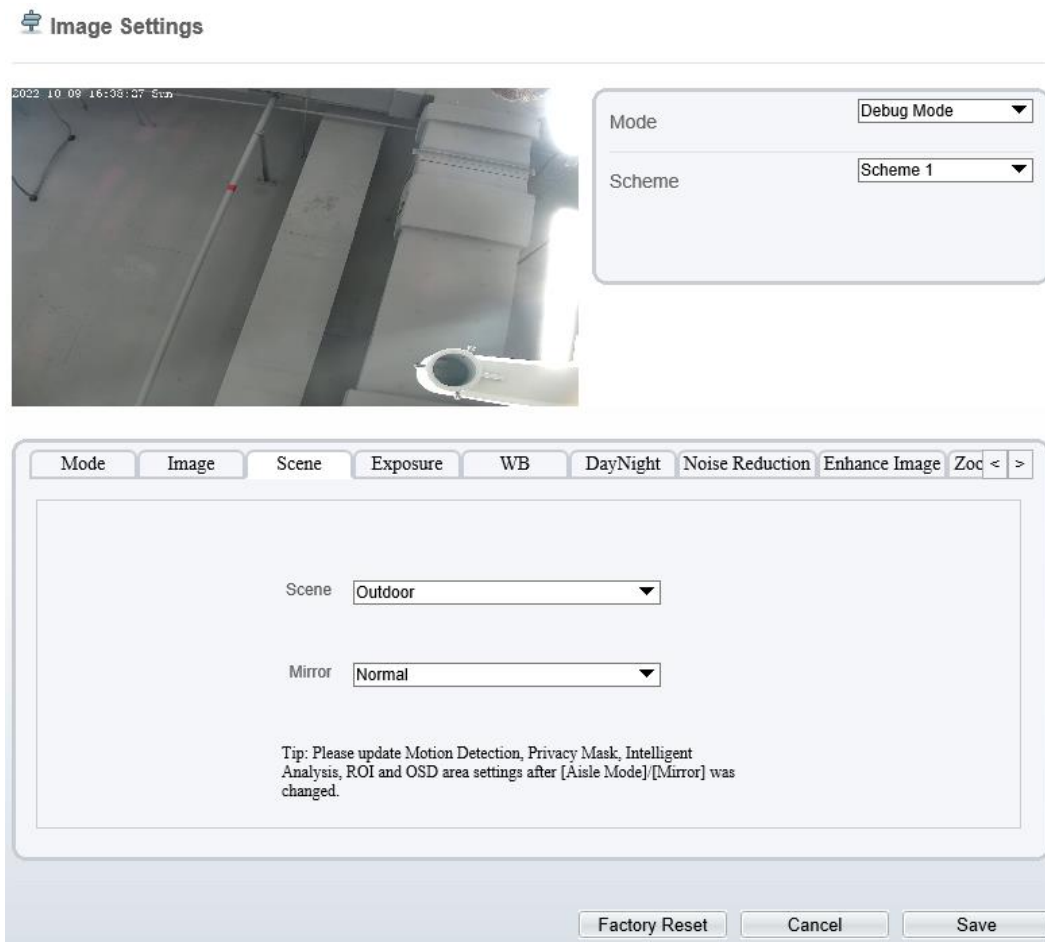 Image Settings
2022 10 09 16:38:27 Sun
Mode
Debug Mode
Scheme
Scheme 1
Mode
Image
Scene
Exposure
WB
DayNight
Noise Reduction
Enhance Image
Zoo
<
>
Scene
Outdoor
Mirror
Normal
Tip: Please update Motion Detection, Privacy Mask, Intelligent
Analysis, ROI and OSD area settings after [Aisle Mode]/[Mirror] was
changed.
Factory Reset
Cancel
Save